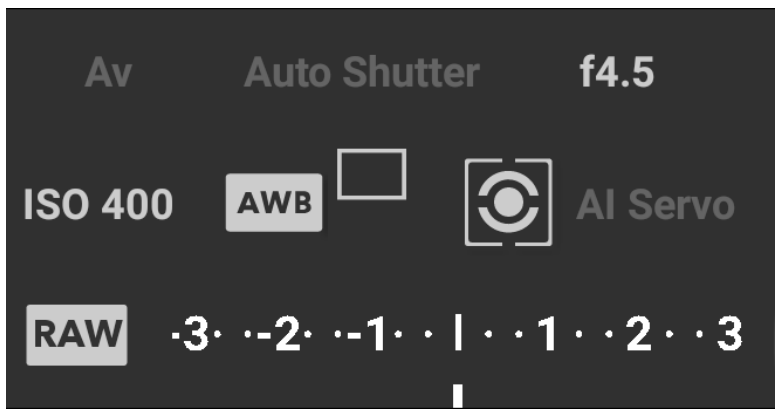 Av Auto Shutter f4.5
ISO 400 AWB AI Servo
RAW -3· ·-2· ·-1· · | · · 1 · · 2 · · 3